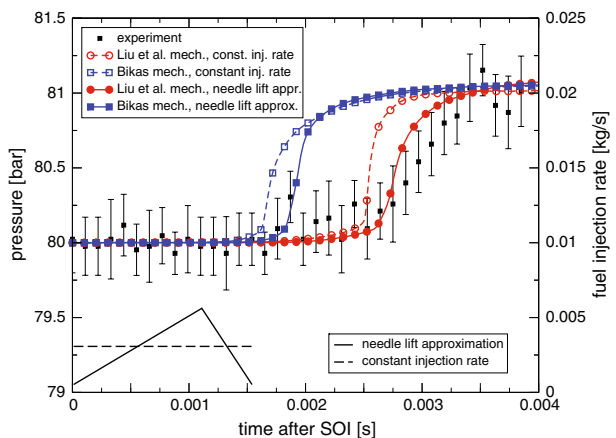 experiment
Liu et al. mech., const. inj. rate
Bikas mech., constant inj. rate
Liu et al. mech., needle lift appr.
Bikas mech., needle lift approx.
81.5
81
80.5
80
79.5
79
pressure [bar]
0.025
0.02
0.015
0.01
0.005
0
fuel injection rate [kg/s]
needle lift approximation
constant injection rate
0
0.001
0.002
0.003
0.004
time after SOI [s]